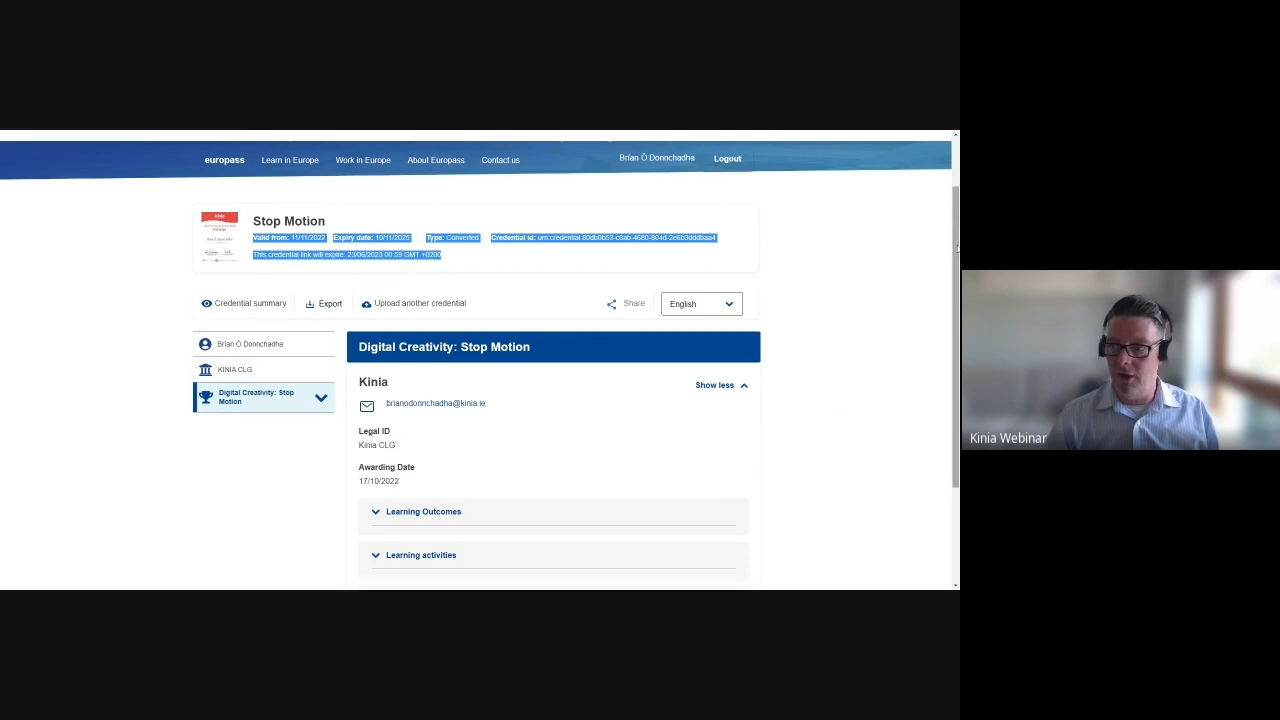 europass Learn in Europe Work in Europe About Europass Contact us Brían Ó Donnchadha Logout
Stop Motion
Valid from: 11/11/2022 Expiry date: 10/11/2025 Type: Converted Credential id:
This credential link will expire: 23/06/2023 00:59 GMT +0200
Credential summary Export Upload another credential Share English
Brían Ó Donnchadha
KINIA CLG
Digital Creativity: Stop
Motion
Digital Creativity: Stop Motion
Kinia
Show less
brianodonnchadha@kinia.ie
Legal ID
Kinia CLG
Awarding Date
17/10/2022
Learning Outcomes
Learning activities
Kinia Webinar